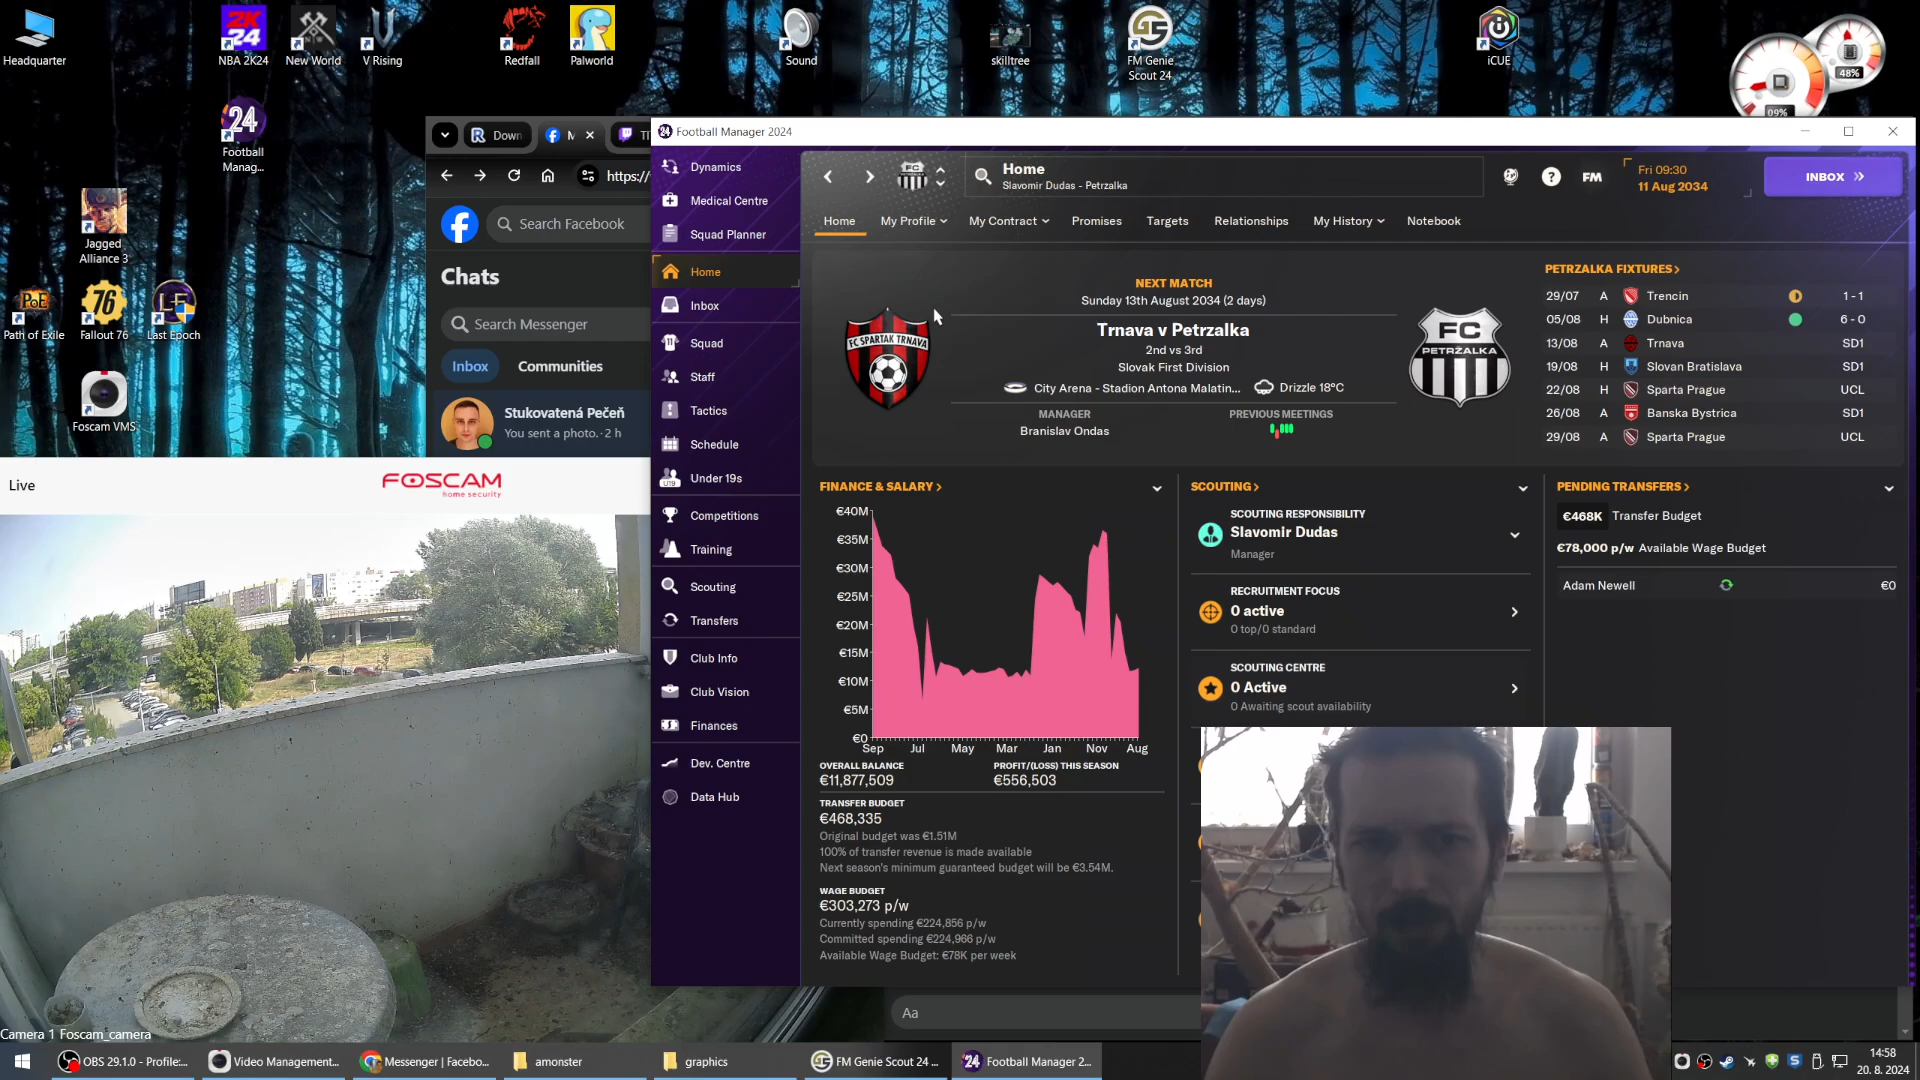 Headquarter
NBA 2K24
New World
V Rising
Redfall
Palworld
Sound
skilltree
FM Genie
Scout 24
iCUE
48%
09%
Football
Manag...
Jagged
Alliance 3
Path of Exile
Fallout 76
Last Epoch
Foscam VMS
Down
https://
Search Facebook
Chats
Search Messenger
Inbox
Communities
Stukovatená Pečeň
You sent a photo. · 2 h
Live
FOSCAM
home security
Camera 1 Foscam_camera
Football Manager 2024
Dynamics
Medical Centre
Squad Planner
Home
Inbox
Squad
Staff
Tactics
Schedule
Under 19s
Competitions
Training
Scouting
Transfers
Club Info
Club Vision
Finances
Dev. Centre
Data Hub
Home
Slavomir Dudas - Petrzalka
FM
Fri 09:30
11 Aug 2034
INBOX
Home
My Profile
My Contract
Promises
Targets
Relationships
My History
Notebook
FC SPARTAK TRNAVA
NEXT MATCH
Sunday 13th August 2034 (2 days)
Trnava v Petrzalka
2nd vs 3rd
Slovak First Division
City Arena - Stadion Antona Malatin...
Drizzle 18°C
MANAGER
Branislav Ondas
PREVIOUS MEETINGS
FC
PETRŽALKA
PETRZALKA FIXTURES
29/07 A Trencin 1 - 1
05/08 H Dubnica 6 - 0
13/08 A Trnava SD1
19/08 H Slovan Bratislava SD1
22/08 H Sparta Prague UCL
26/08 A Banska Bystrica SD1
29/08 A Sparta Prague UCL
FINANCE & SALARY
€40M
€35M
€30M
€25M
€20M
€15M
€10M
€5M
€0
Sep Jul May Mar Jan Nov Aug
OVERALL BALANCE
€11,877,509
PROFIT/(LOSS) THIS SEASON
€556,503
TRANSFER BUDGET
€468,335
Original budget was €1.51M
100% of transfer revenue is made available
Next season's minimum guaranteed budget will be €3.54M.
WAGE BUDGET
€303,273 p/w
Currently spending €224,856 p/w
Committed spending €224,966 p/w
Available Wage Budget: €78K per week
SCOUTING
SCOUTING RESPONSIBILITY
Slavomir Dudas
Manager
RECRUITMENT FOCUS
0 active
0 top/0 standard
SCOUTING CENTRE
0 Active
0 Awaiting scout availability
PENDING TRANSFERS
€468K Transfer Budget
€78,000 p/w Available Wage Budget
Adam Newell €0
Aa
OBS 29.1.0 - Profile:...
Video Management...
Messenger | Facebo...
amonster
graphics
FM Genie Scout 24 ...
Football Manager 2...
14:58
20. 8. 2024